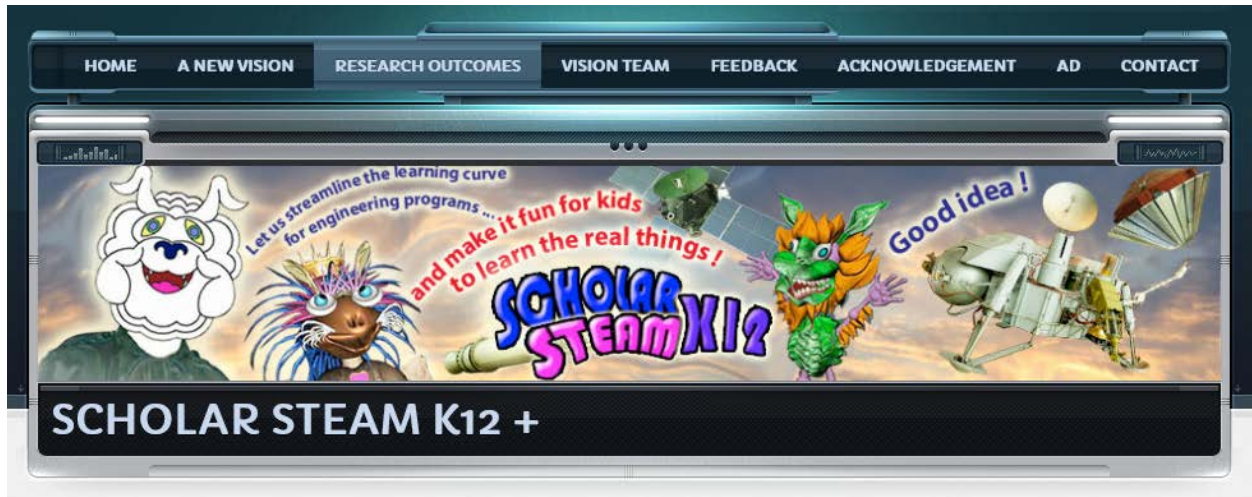 HOME A NEW VISION RESEARCH OUTCOMES VISION TEAM FEEDBACK ACKNOWLEDGEMENT AD CONTACT
Let us streamline the learning curve
for engineering programs ...
and make it fun for kids
to learn the real things !
Good idea !
SCHOLAR
STEAM K12
SCHOLAR STEAM K12 +